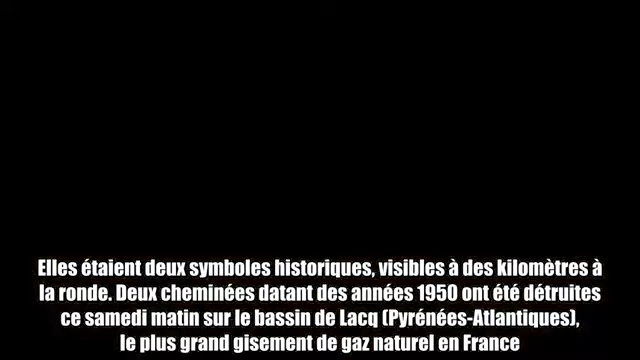 Elles étaient deux symboles historiques, visibles à des kilomètres à
la ronde. Deux cheminées datant des années 1950 ont été détruites
ce samedi matin sur le bassin de Lacq (Pyrénées-Atlantiques),
le plus grand gisement de gaz naturel en France